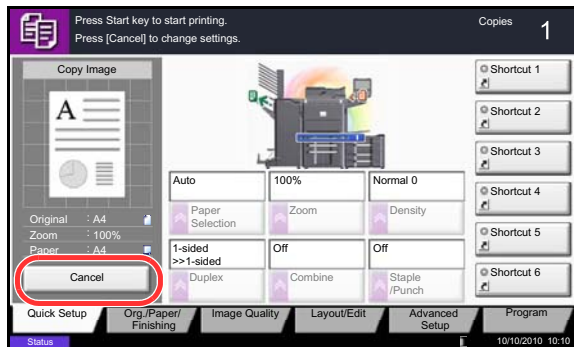 Press Start key to start printing.
Press [Cancel] to change settings.
Copies 1
Copy Image
A
Original : A4
Zoom : 100%
Paper : A4
Cancel
Auto
Paper
Selection
100%
Zoom
Normal 0
Density
1-sided
>>1-sided
Duplex
Off
Combine
Off
Staple
/Punch
Shortcut 1
Shortcut 2
Shortcut 3
Shortcut 4
Shortcut 5
Shortcut 6
Quick Setup
Org./Paper/
Finishing
Image Quality
Layout/Edit
Advanced
Setup
Program
Status
10/10/2010 10:10